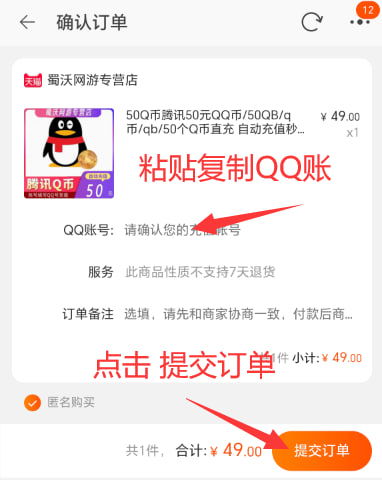 12
确认订单
天猫 蜀沃网游专营店
蜀沃网游专营店
50Q币腾讯50元QQ币/50QB/q
币/qb/50个Q币直充 自动充值秒...
¥ 49.00
x1
腾讯Q币
50
粘贴复制QQ账
QQ账号: 请确认您的充值账号
服务 此商品性质不支持7天退货
订单备注 选填，请先和商家协商一致，付款后商...
点击 提交订单
共1件 小计: ¥ 49.00
匿名购买
共1件， 合计: ¥ 49.00 提交订单